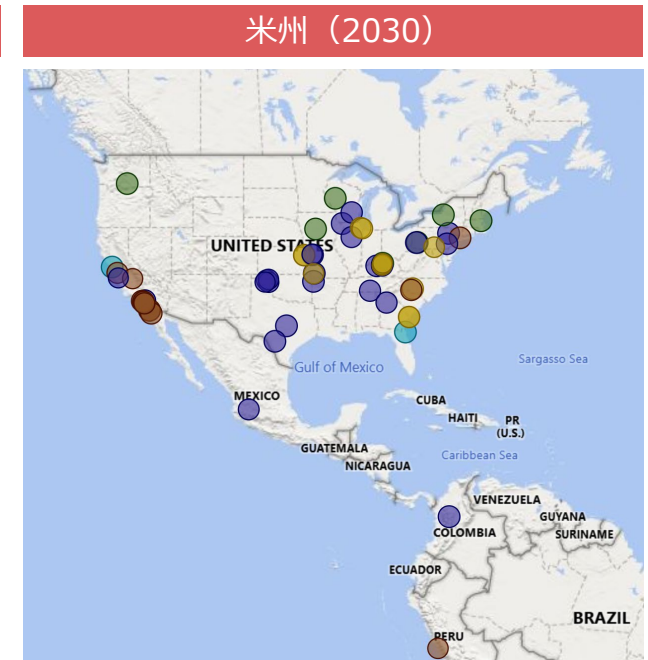 米州（2030）
UNITED STATES
Gulf of Mexico
Sargasso Sea
MEXICO
CUBA
HAITI
PR
(U.S.)
GUATEMALA
Caribbean Sea
NICARAGUA
VENEZUELA
GUYANA
COLOMBIA
SURINAME
ECUADOR
BRAZIL
PERU